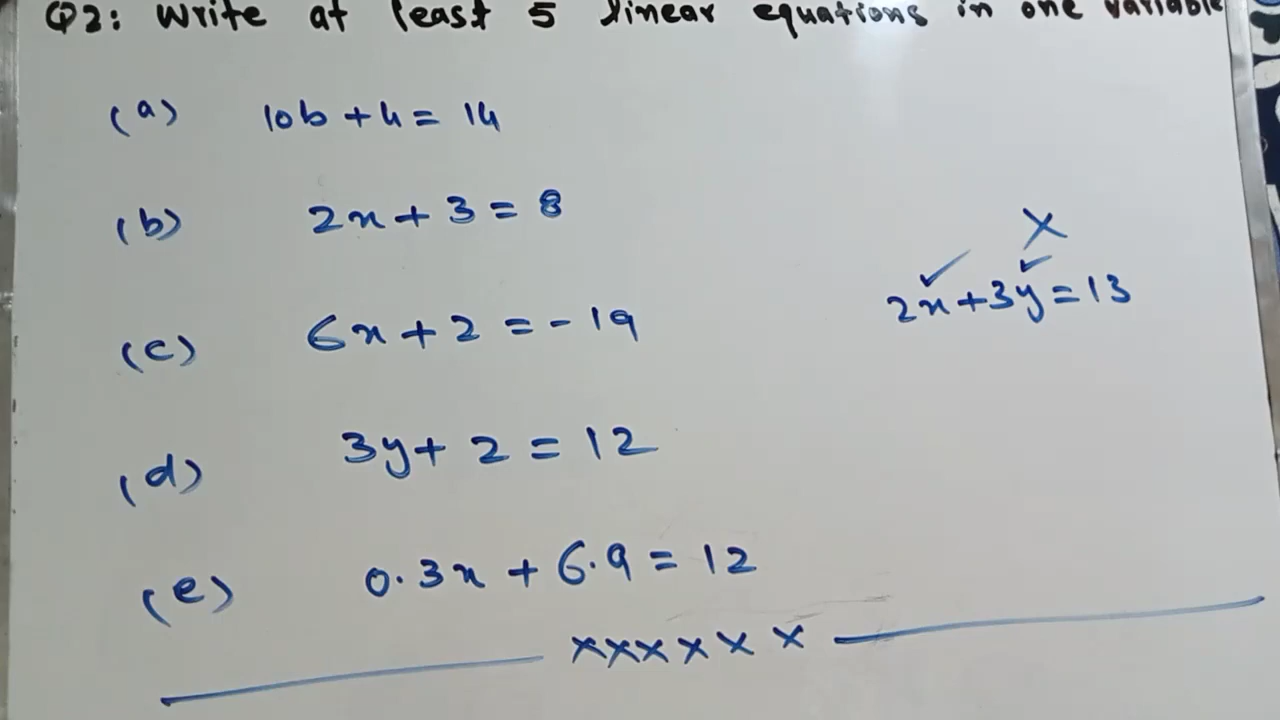 Q2: Write at least 5 linear equations in one variable
(a) 10b + 4 = 14
(b) 2x + 3 = 8
(c) 6x + 2 = -19
2x+3y=13
(d) 3y + 2 = 12
(e) 0.3x + 6.9 = 12
xxxxxx